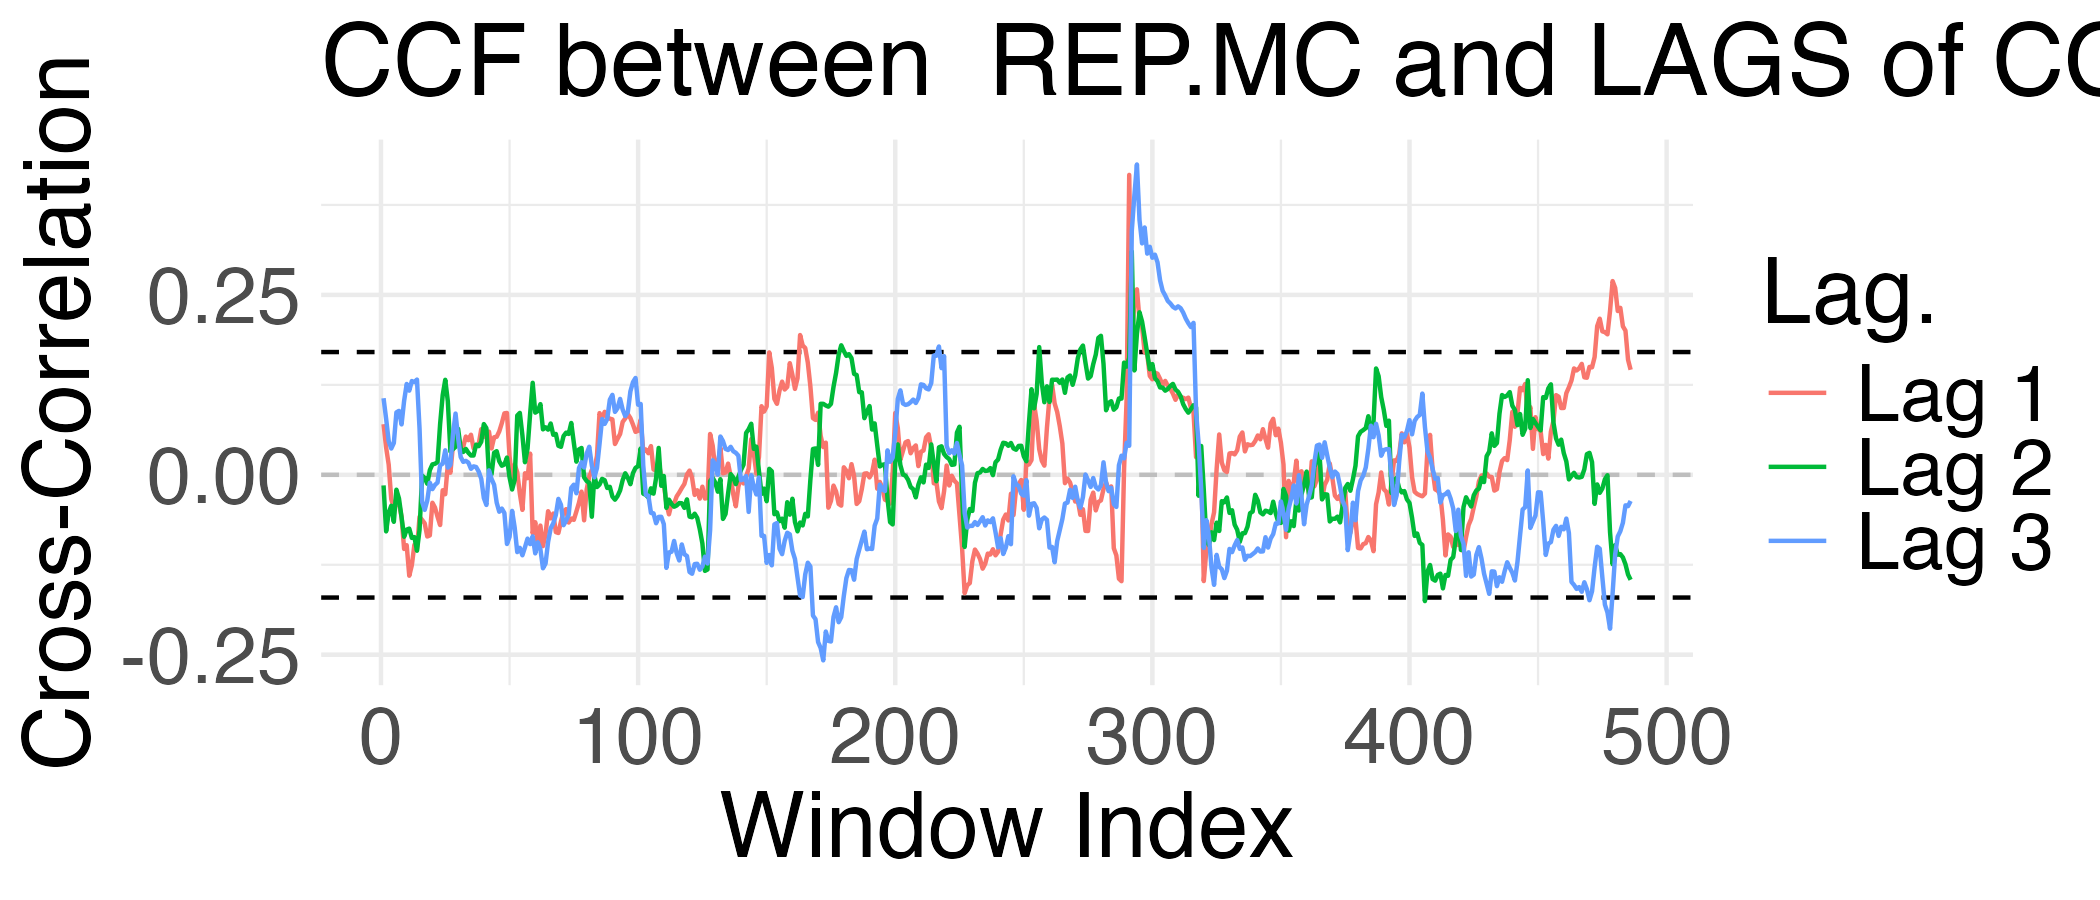 CCF between REP.MC and LAGS of
Cross-Correlation
0.25
0.00
-0.25
0 100 200 300 400 500
Window Index
Lag.
Lag 1
Lag 2
Lag 3